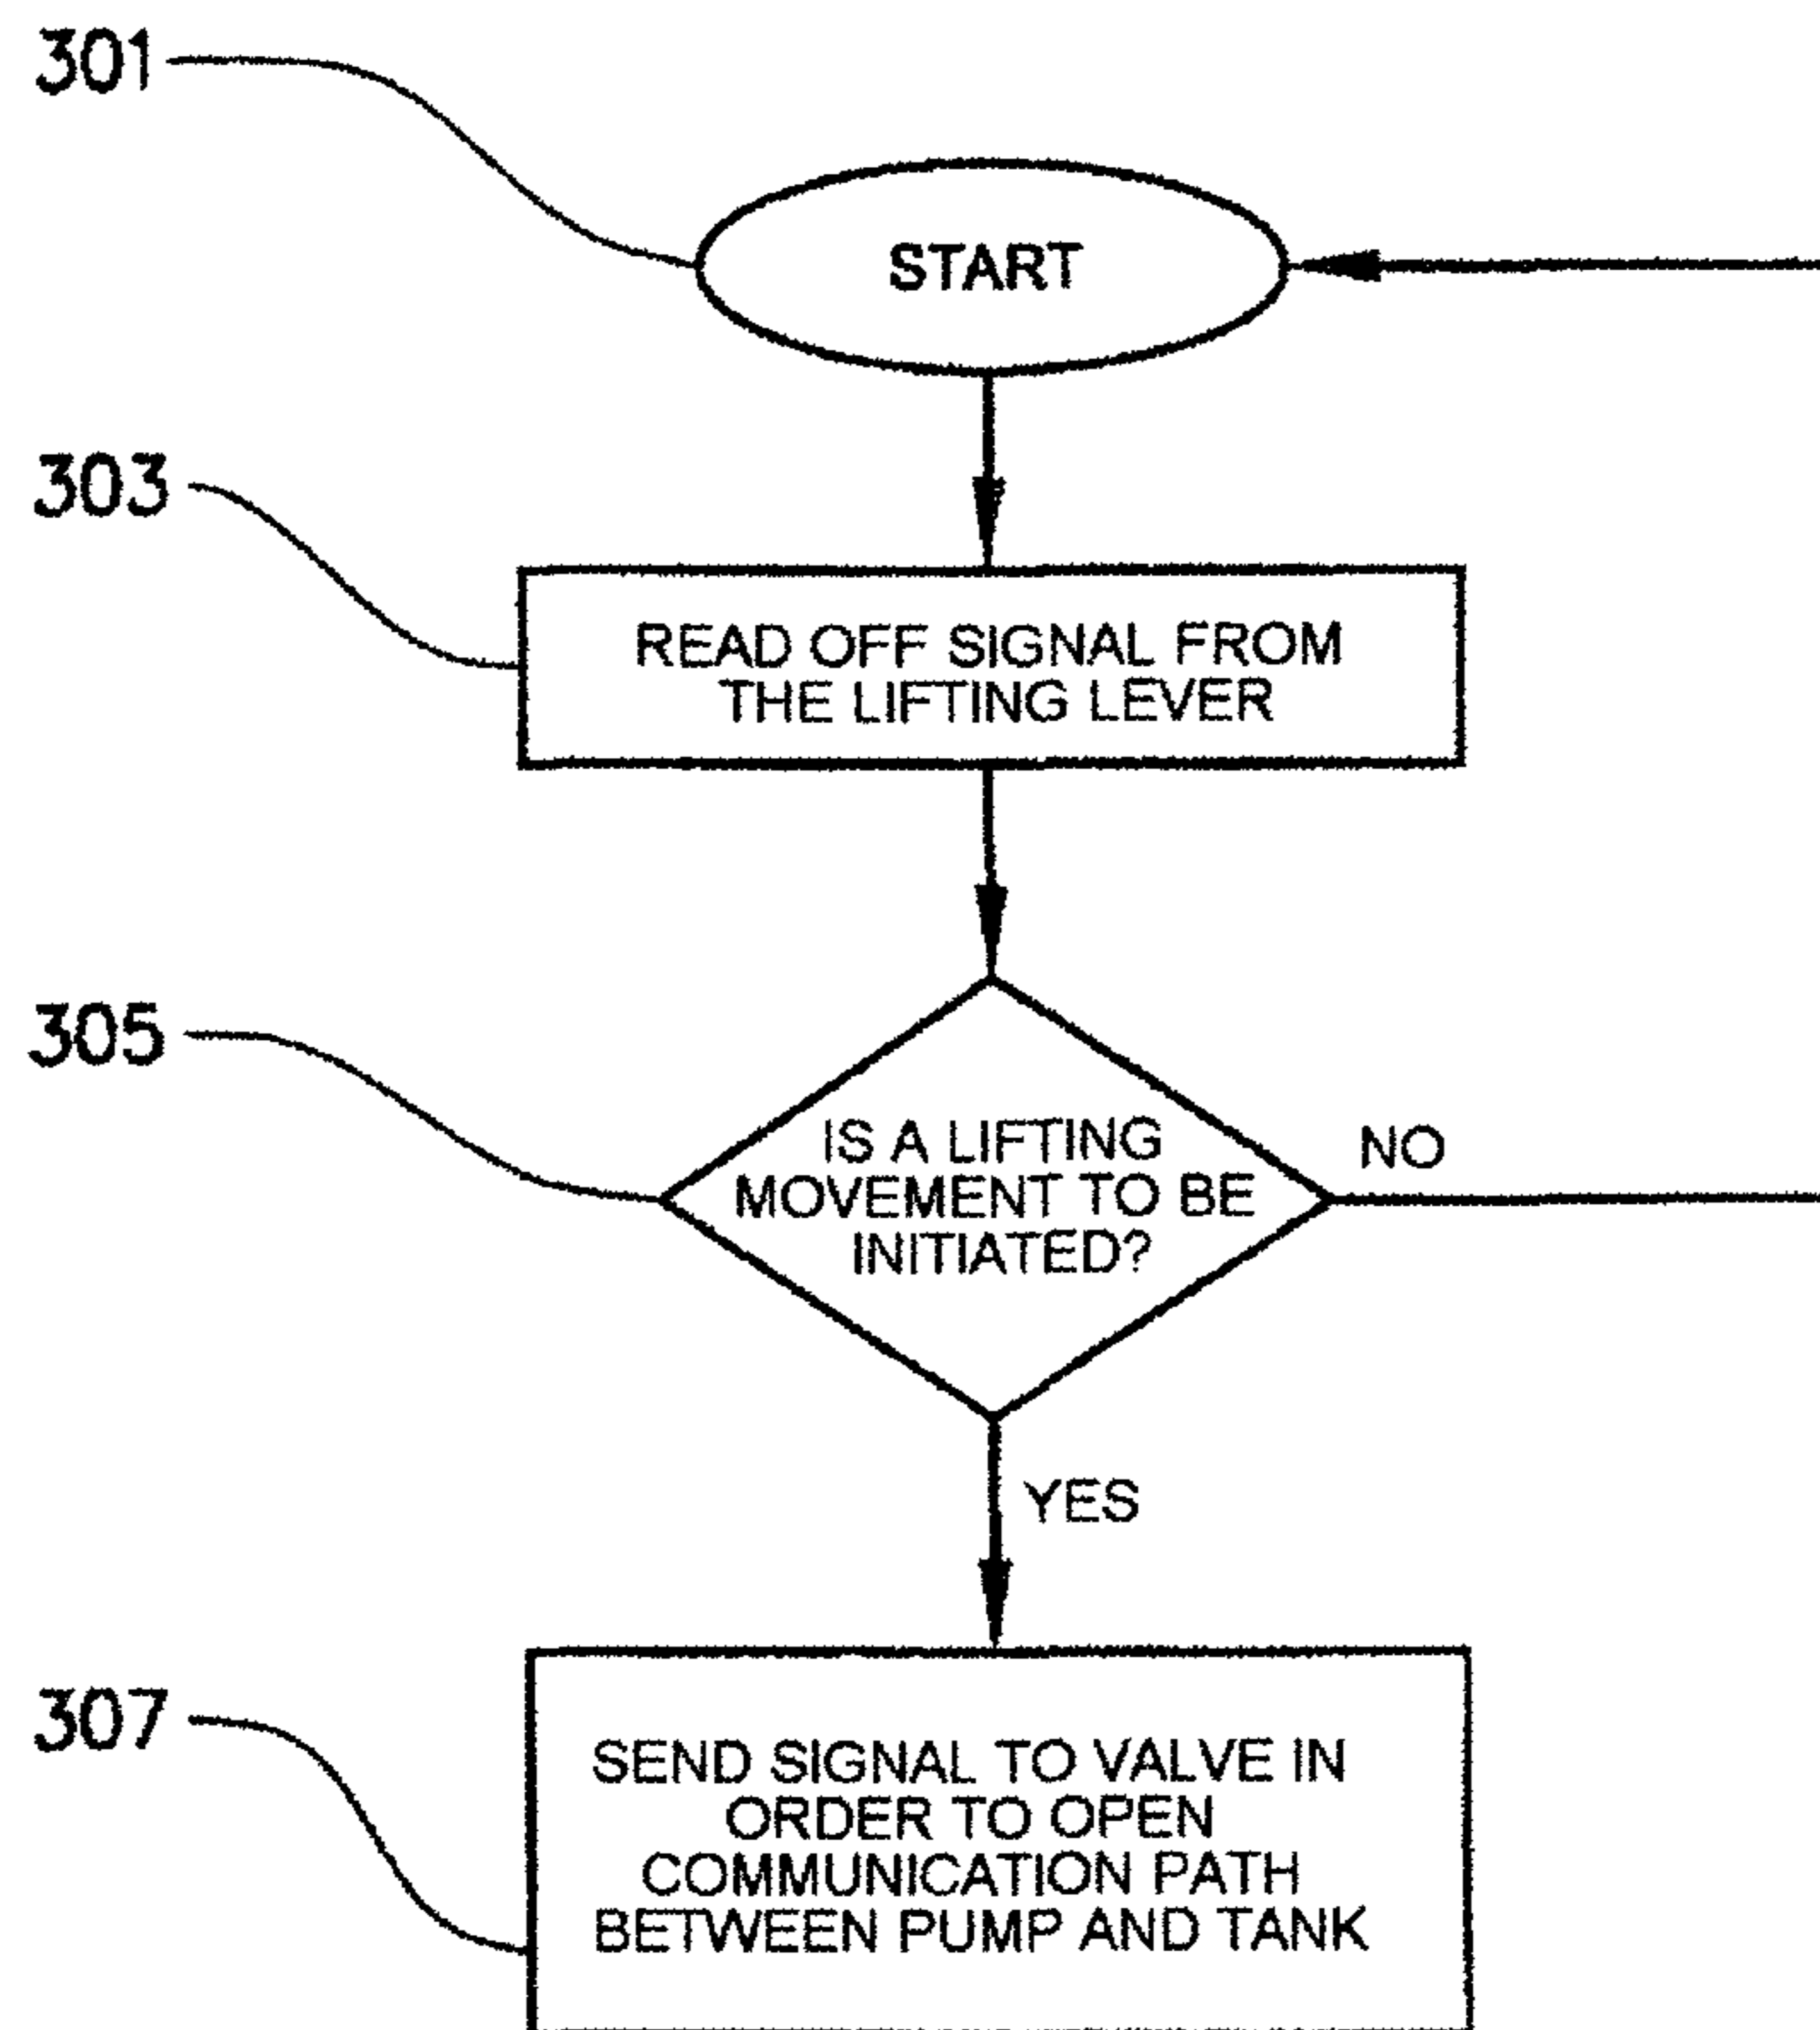 301
START
303
READ OFF SIGNAL FROM
THE LIFTING LEVER
305
IS A LIFTING
MOVEMENT TO BE
INITIATED?
NO
YES
307
SEND SIGNAL TO VALVE IN
ORDER TO OPEN
COMMUNICATION PATH
BETWEEN PUMP AND TANK